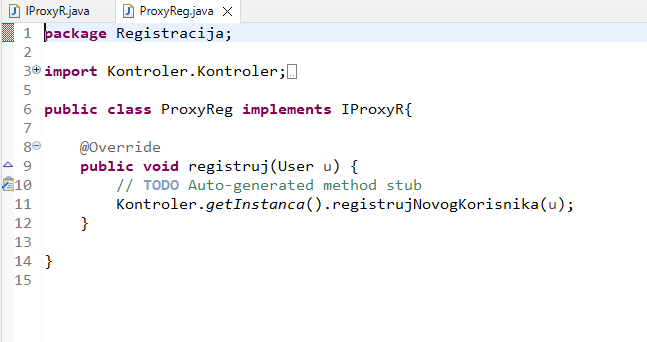 IProxyR.java ProxyReg.java
1 package Registracija;
2
3 import Kontroler.Kontroler;
5
6 public class ProxyReg implements IProxyR{
7
8 @Override
9 public void registruj(User u) {
10 // TODO Auto-generated method stub
11 Kontroler.getInstanca().registrujNovogKorisnika(u);
12 }
13
14 }
15